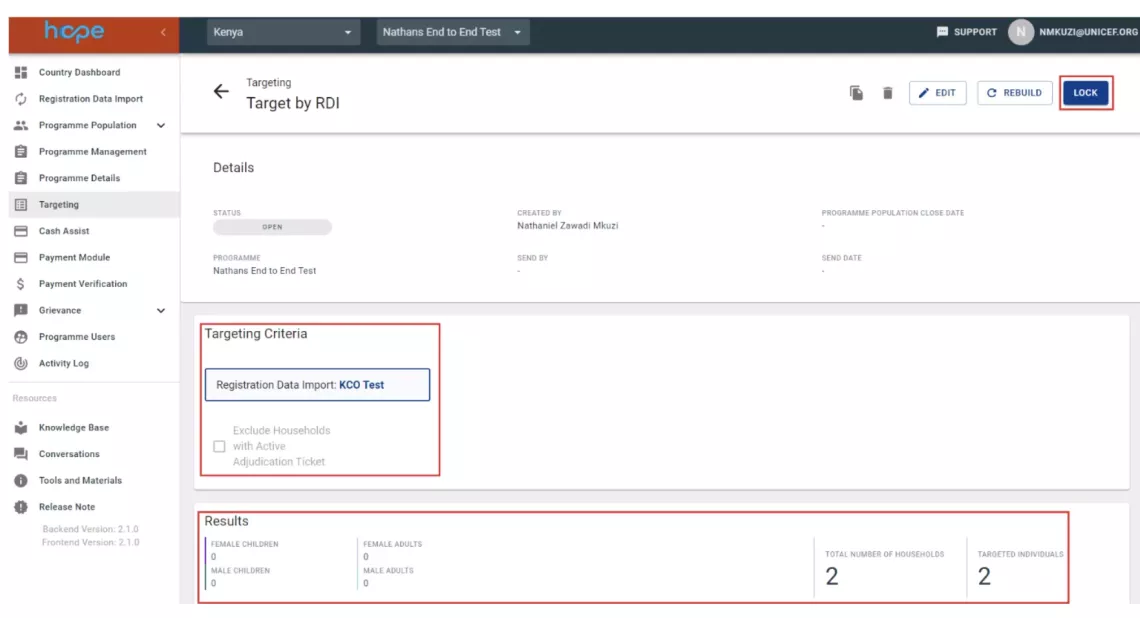 hope
Kenya
Nathans End to End Test
SUPPORT
N
NMKUZI@UNICEF.ORG
Country Dashboard
Registration Data Import
Programme Population
Programme Management
Programme Details
Targeting
Cash Assist
Payment Module
Payment Verification
Grievance
Programme Users
Activity Log
Resources
Knowledge Base
Conversations
Tools and Materials
Release Note
Backend Version: 2.1.0
Frontend Version: 2.1.0
Targeting
Target by RDI
EDIT
REBUILD
LOCK
Details
STATUS
OPEN
CREATED BY
Nathaniel Zawadi Mkuzi
PROGRAMME POPULATION CLOSE DATE
-
PROGRAMME
Nathans End to End Test
SEND BY
-
SEND DATE
-
Targeting Criteria
Registration Data Import: KCO Test
Exclude Households
with Active
Adjudication Ticket
Results
FEMALE CHILDREN
0
MALE CHILDREN
0
FEMALE ADULTS
0
MALE ADULTS
0
TOTAL NUMBER OF HOUSEHOLDS
2
TARGETED INDIVIDUALS
2